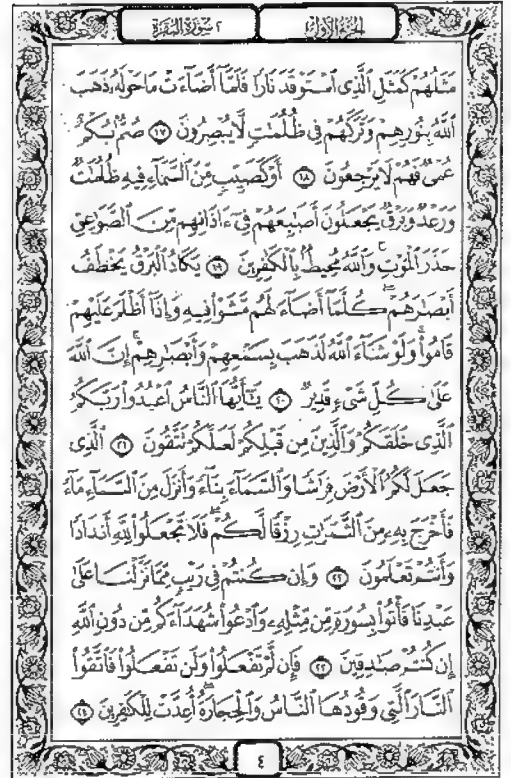 الجزء الأول
٢ سورة البقرة
مَثَلُهُمْ كَمَثَلِ ٱلَّذِى ٱسْتَوْقَدَ نَارًا فَلَمَّآ أَضَآءَتْ مَا حَوْلَهُۥ ذَهَبَ
ٱللَّهُ بِنُورِهِمْ وَتَرَكَهُمْ فِى ظُلُمَٰتٍ لَّا يُبْصِرُونَ ١٧ صُمٌّۢ بُكْمٌ
عُمْىٌ فَهُمْ لَا يَرْجِعُونَ ١٨ أَوْ كَصَيِّبٍ مِّنَ ٱلسَّمَآءِ فِيهِ ظُلُمَٰتٌ
وَرَعْدٌ وَبَرْقٌ يَجْعَلُونَ أَصَٰبِعَهُمْ فِىٓ ءَاذَانِهِم مِّنَ ٱلصَّوَٰعِقِ
حَذَرَ ٱلْمَوْتِ ۚ وَٱللَّهُ مُحِيطٌۢ بِٱلْكَٰفِرِينَ ١٩ يَكَادُ ٱلْبَرْقُ يَخْطَفُ
أَبْصَٰرَهُمْ ۖ كُلَّمَآ أَضَآءَ لَهُم مَّشَوْا۟ فِيهِ وَإِذَآ أَظْلَمَ عَلَيْهِمْ
قَامُوا۟ ۚ وَلَوْ شَآءَ ٱللَّهُ لَذَهَبَ بِسَمْعِهِمْ وَأَبْصَٰرِهِمْ ۚ إِنَّ ٱللَّهَ
عَلَىٰ كُلِّ شَىْءٍ قَدِيرٌ ٢٠ يَٰٓأَيُّهَا ٱلنَّاسُ ٱعْبُدُوا۟ رَبَّكُمُ
ٱلَّذِى خَلَقَكُمْ وَٱلَّذِينَ مِن قَبْلِكُمْ لَعَلَّكُمْ تَتَّقُونَ ٢١ ٱلَّذِى
جَعَلَ لَكُمُ ٱلْأَرْضَ فِرَٰشًا وَٱلسَّمَآءَ بِنَآءً وَأَنزَلَ مِنَ ٱلسَّمَآءِ مَآءً
فَأَخْرَجَ بِهِۦ مِنَ ٱلثَّمَرَٰتِ رِزْقًا لَّكُمْ ۖ فَلَا تَجْعَلُوا۟ لِلَّهِ أَندَادًا
وَأَنتُمْ تَعْلَمُونَ ٢٢ وَإِن كُنتُمْ فِى رَيْبٍ مِّمَّا نَزَّلْنَا عَلَىٰ
عَبْدِنَا فَأْتُوا۟ بِسُورَةٍ مِّن مِّثْلِهِۦ وَٱدْعُوا۟ شُهَدَآءَكُم مِّن دُونِ ٱللَّهِ
إِن كُنتُمْ صَٰدِقِينَ ٢٣ فَإِن لَّمْ تَفْعَلُوا۟ وَلَن تَفْعَلُوا۟ فَٱتَّقُوا۟
ٱلنَّارَ ٱلَّتِى وَقُودُهَا ٱلنَّاسُ وَٱلْحِجَارَةُ ۖ أُعِدَّتْ لِلْكَٰفِرِينَ ٢٤
٤